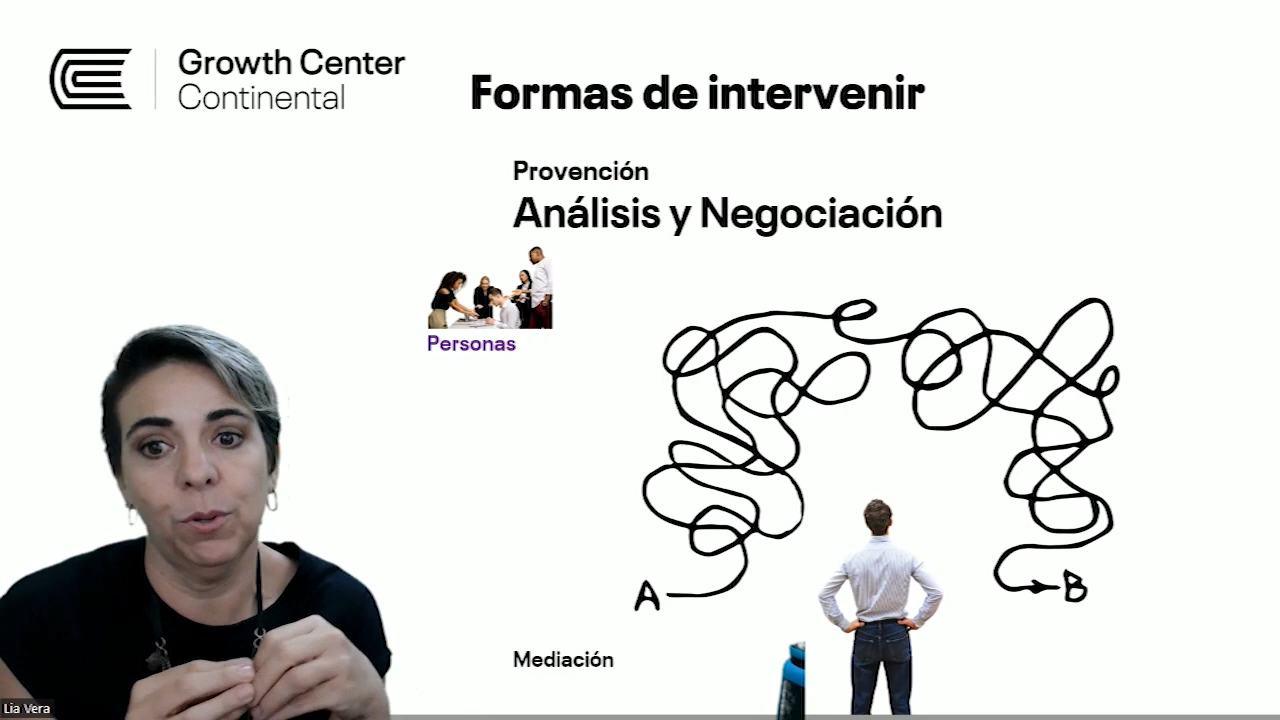 Growth Center
Continental
Formas de intervenir
Provención
Análisis y Negociación
Personas
A
B
Mediación
Lia Vera